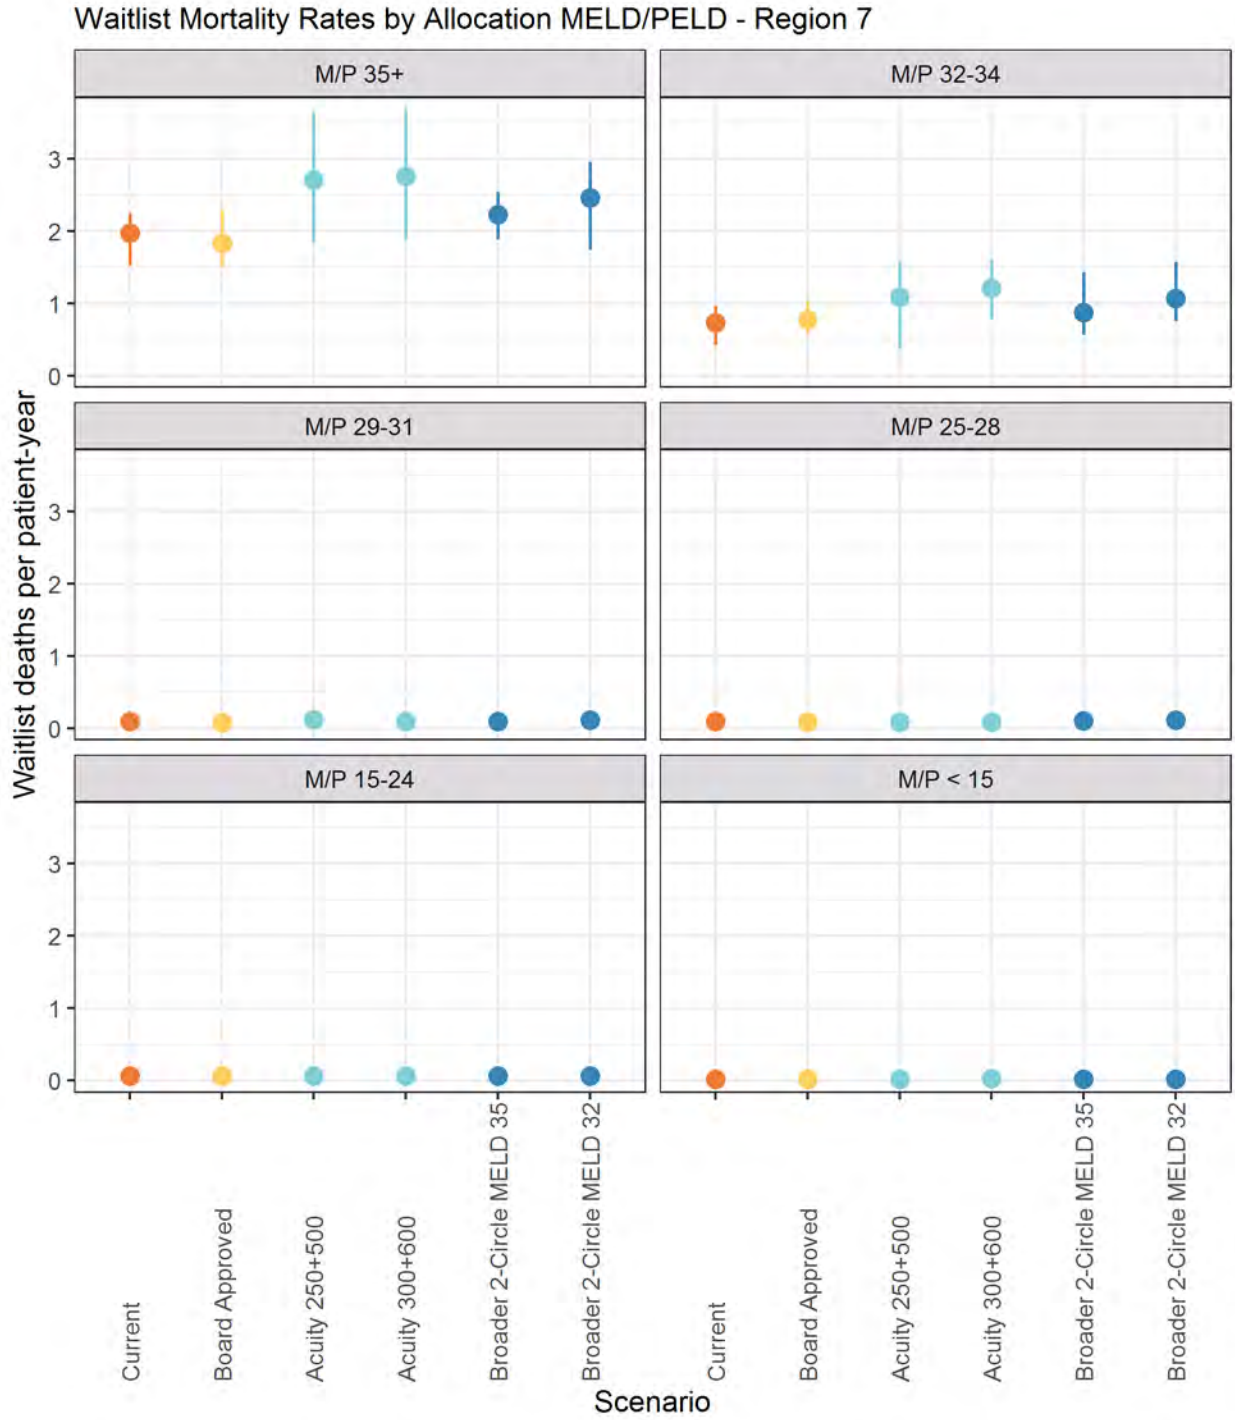 Waitlist Mortality Rates by Allocation MELD/PELD - Region 7
M/P 35+
M/P 32-34
3
2
1
0
M/P 29-31
M/P 25-28
3
2
1
0
M/P 15-24
M/P < 15
3
2
1
0
Waitlist deaths per patient-year
Current
Board Approved
Acuity 250+500
Acuity 300+600
Broader 2-Circle MELD 35
Broader 2-Circle MELD 32
Current
Board Approved
Acuity 250+500
Acuity 300+600
Broader 2-Circle MELD 35
Broader 2-Circle MELD 32
Scenario